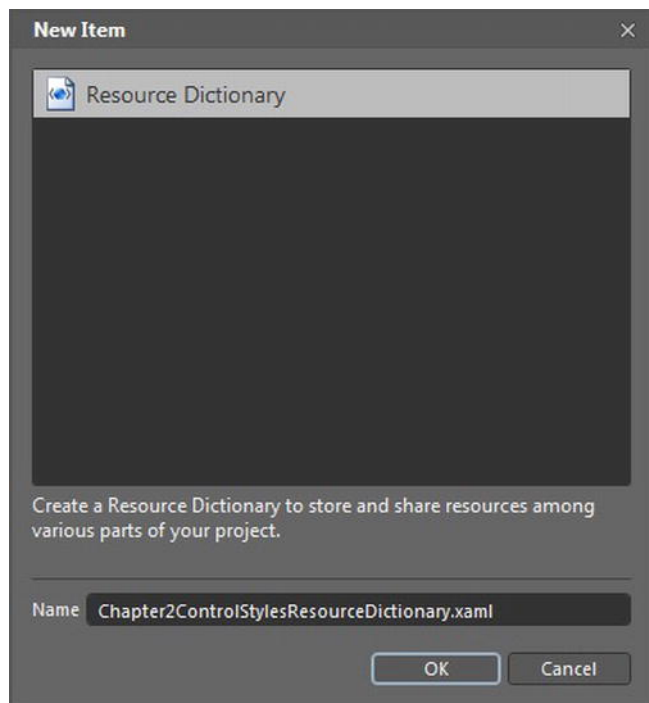 New Item
Resource Dictionary
Create a Resource Dictionary to store and share resources among
various parts of your project.
Name Chapter2ControlStylesResourceDictionary.xaml
OK Cancel